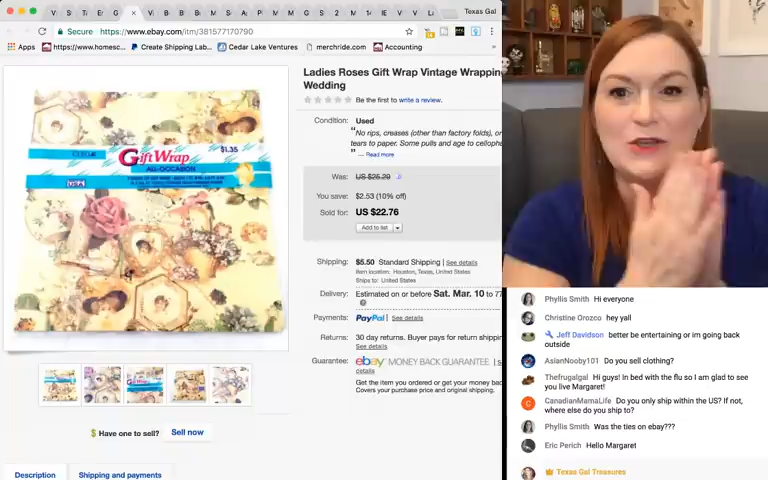 Texas Gal
Secure
https://www.ebay.com/itm/381577170790
Apps
https://www.homesc...
Create Shipping Lab...
Cedar Lake Ventures
merchride.com
Accounting
Ladies Roses Gift Wrap Vintage Wrapping
Wedding
Be the first to write a review.
Condition: Used
"No rips, creases (other than factory folds), or
tears to paper. Some pulls and age to cellopha
" — Read more
Was: US $25.29
You save: $2.53 (10% off)
Sold for: US $22.76
Add to list
Shipping: $5.50 Standard Shipping | See details
Item location: Houston, Texas, United States
Ships to: United States
Delivery: Estimated on or before Sat. Mar. 10 to 77
Payments: PayPal | See details
Returns: 30 day returns. Buyer pays for return shippin
See details
Guarantee: ebay MONEY BACK GUARANTEE |
details
Get the item you ordered or get your money bac
Covers your purchase price and original shipping.
Gift Wrap
$1.35
ALL-OCCASION
USA
Have one to sell? Sell now
Description
Shipping and payments
Phyllis Smith Hi everyone
Christine Orozco hey yall
Jeff Davidson better be entertaining or im going back
outside
AsianNooby101 Do you sell clothing?
Thefrugalgal Hi guys! In bed with the flu so I am glad to see
you live Margaret!
CanadianMamaLife Do you only ship within the US? If not,
where else do you ship to?
Phyllis Smith Was the ties on ebay???
Eric Perich Hello Margaret
Texas Gal Treasures